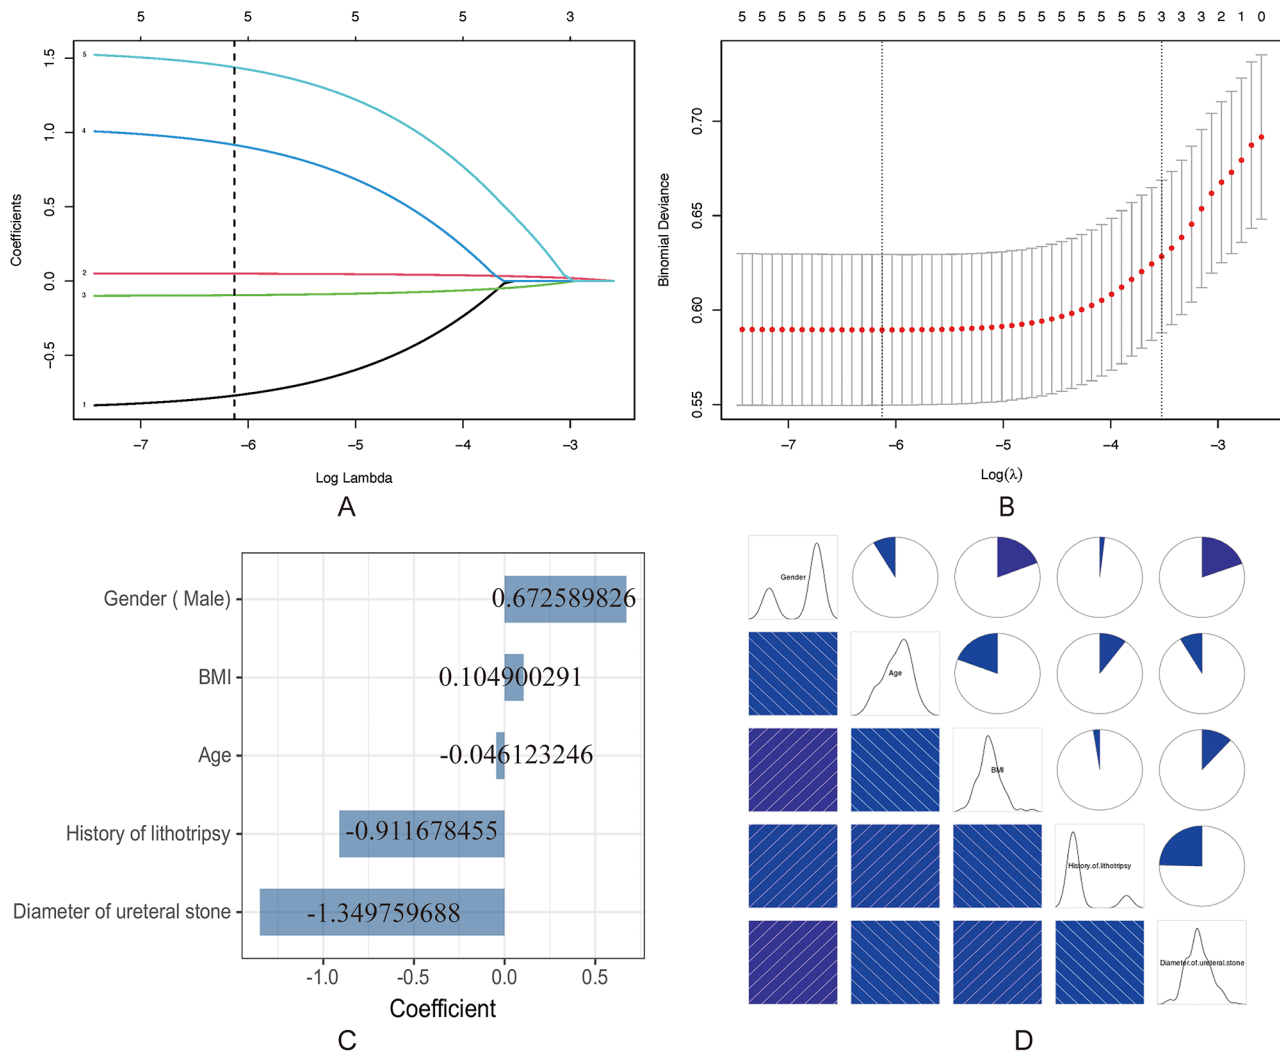 5 5 5 5 3
Coefficients
1.5
1.0
0.5
0.0
−0.5
5
4
2
3
1
−7 −6 −5 −4 −3
Log Lambda
A
5 5 5 5 5 5 5 5 5 5 5 5 5 5 5 5 5 5 5 5 5 3 3 3 2 1 0
Binomial Deviance
0.70
0.65
0.60
0.55
−7 −6 −5 −4 −3
Log(λ)
B
Gender ( Male) 0.672589826
BMI 0.104900291
Age -0.046123246
History of lithotripsy -0.911678455
Diameter of ureteral stone -1.349759688
-1.0 -0.5 0.0 0.5
Coefficient
C
Gender
Age
BMI
History.of.lithotripsy
Diameter.of.ureteral.stone
D